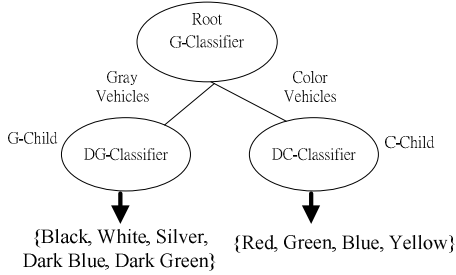 Root
G-Classifier
Gray
Vehicles
Color
Vehicles
G-Child
DG-Classifier
DC-Classifier
C-Child
{Black, White, Silver,
Dark Blue, Dark Green}
{Red, Green, Blue, Yellow}